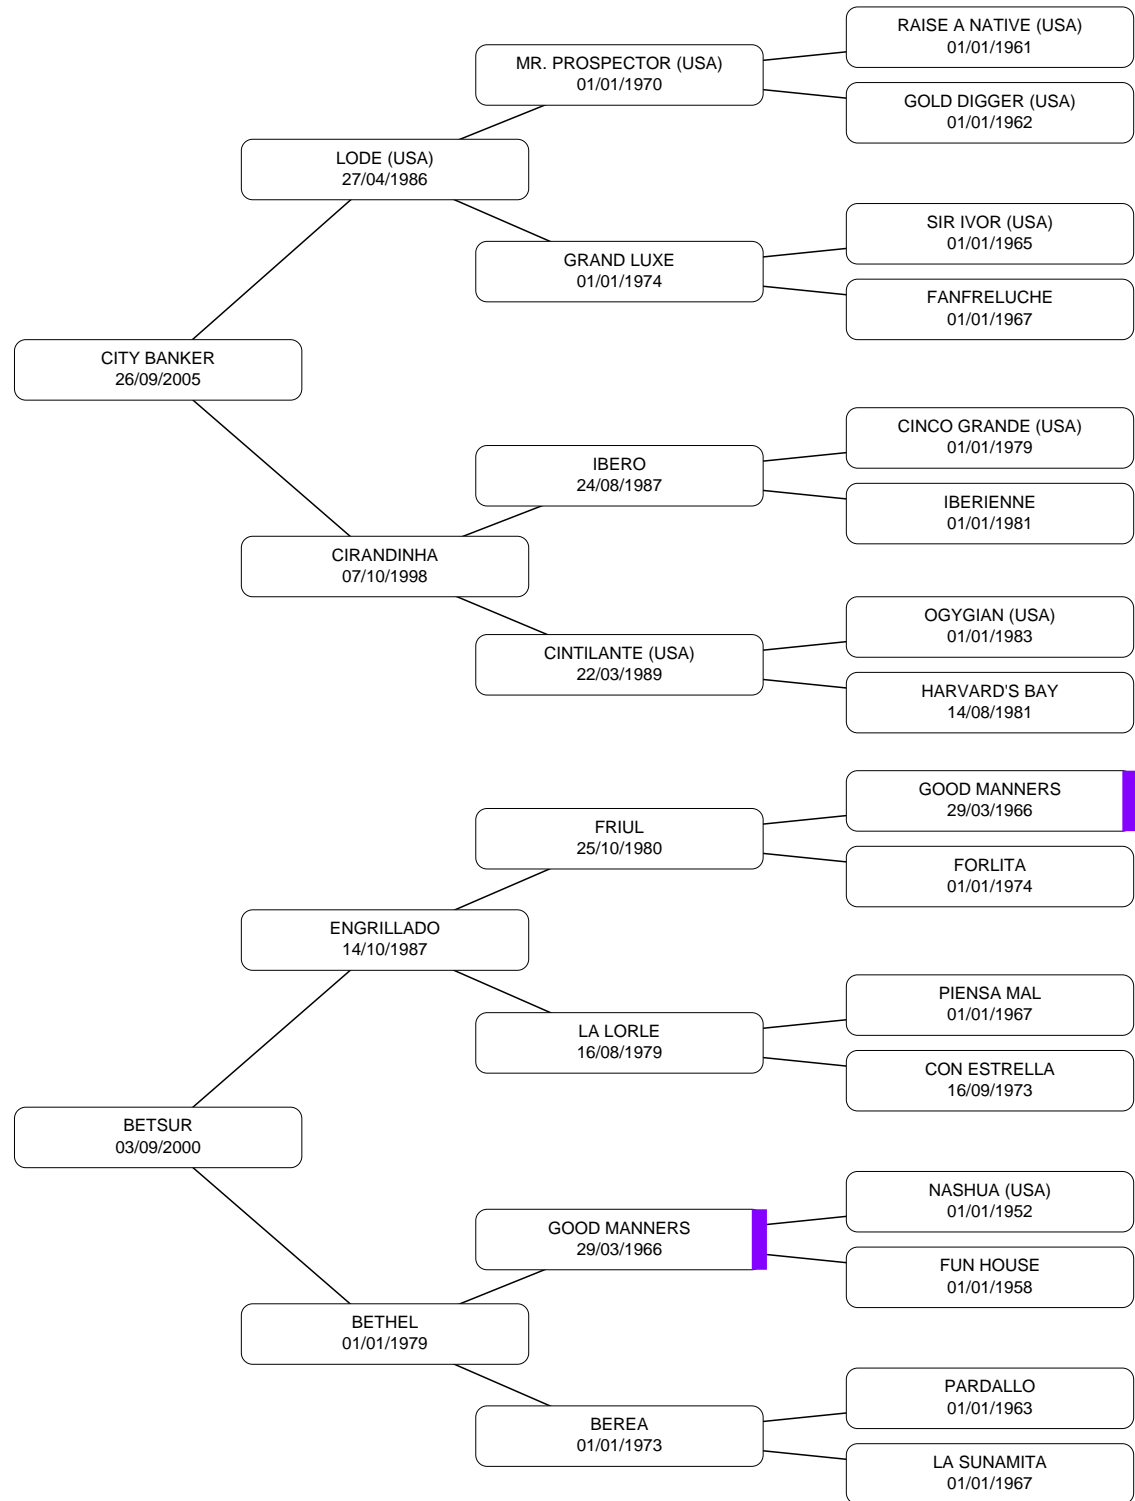 RAISE A NATIVE (USA)
01/01/1961
MR. PROSPECTOR (USA)
01/01/1970
GOLD DIGGER (USA)
01/01/1962
LODE (USA)
27/04/1986
SIR IVOR (USA)
01/01/1965
GRAND LUXE
01/01/1974
FANFRELUCHE
01/01/1967
CITY BANKER
26/09/2005
CINCO GRANDE (USA)
01/01/1979
IBERO
24/08/1987
IBERIENNE
01/01/1981
CIRANDINHA
07/10/1998
OGYGIAN (USA)
01/01/1983
CINTILANTE (USA)
22/03/1989
HARVARD'S BAY
14/08/1981
GOOD MANNERS
29/03/1966
FRIUL
25/10/1980
FORLITA
01/01/1974
ENGRILLADO
14/10/1987
PIENSA MAL
01/01/1967
LA LORLE
16/08/1979
CON ESTRELLA
16/09/1973
BETSUR
03/09/2000
NASHUA (USA)
01/01/1952
GOOD MANNERS
29/03/1966
FUN HOUSE
01/01/1958
BETHEL
01/01/1979
PARDALLO
01/01/1963
BEREA
01/01/1973
LA SUNAMITA
01/01/1967